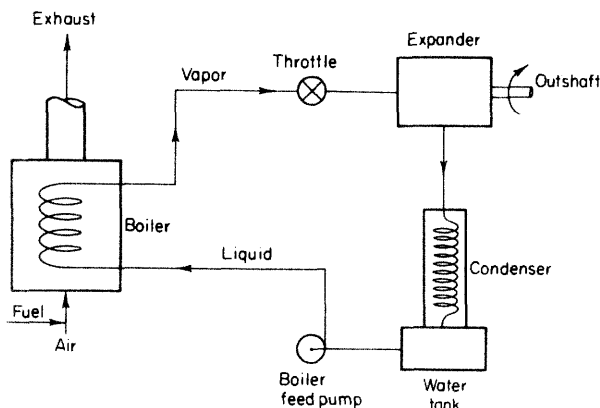 Exhaust
Vapor
Throttle
Expander
Outshaft
Boiler
Liquid
Condenser
Fuel
Air
Boiler
feed pump
Water
tank